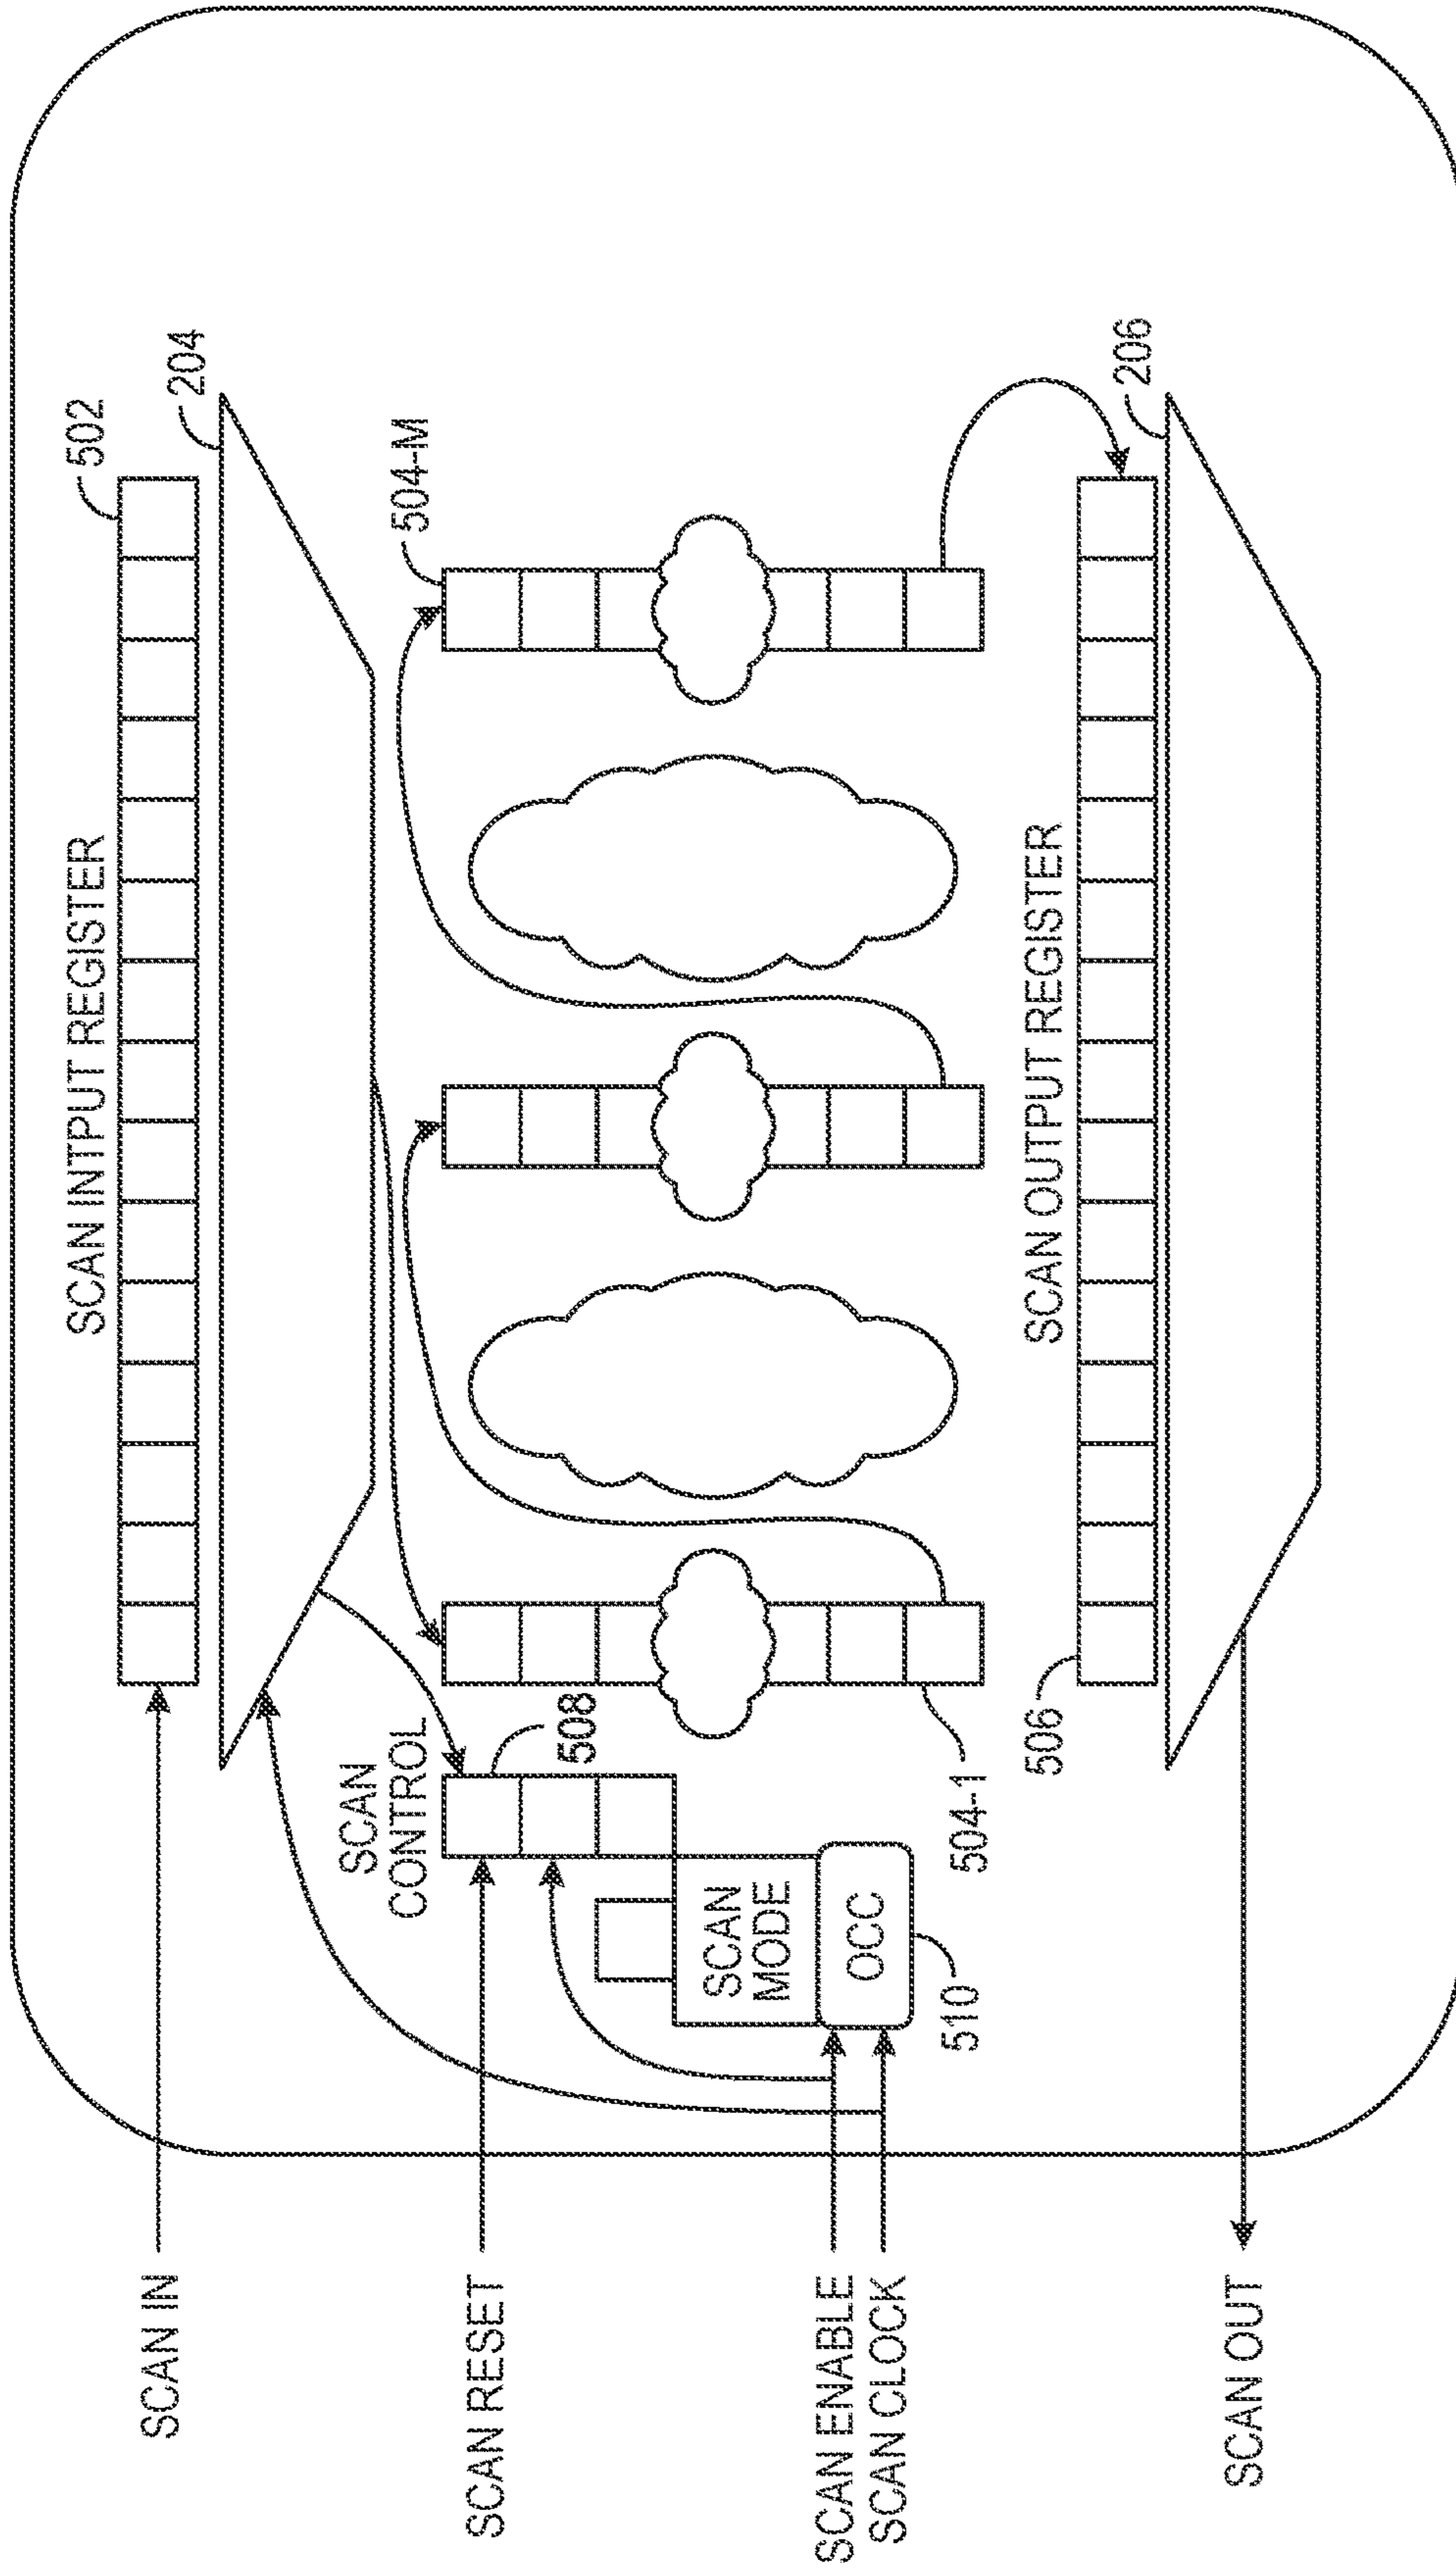 SCAN INTPUT REGISTER
502
204
SCAN IN
SCAN
CONTROL
504-M
508
SCAN RESET
SCAN
MODE
OCC
SCAN ENABLE
SCAN CLOCK
510
504-1
SCAN OUTPUT REGISTER
506
206
SCAN OUT